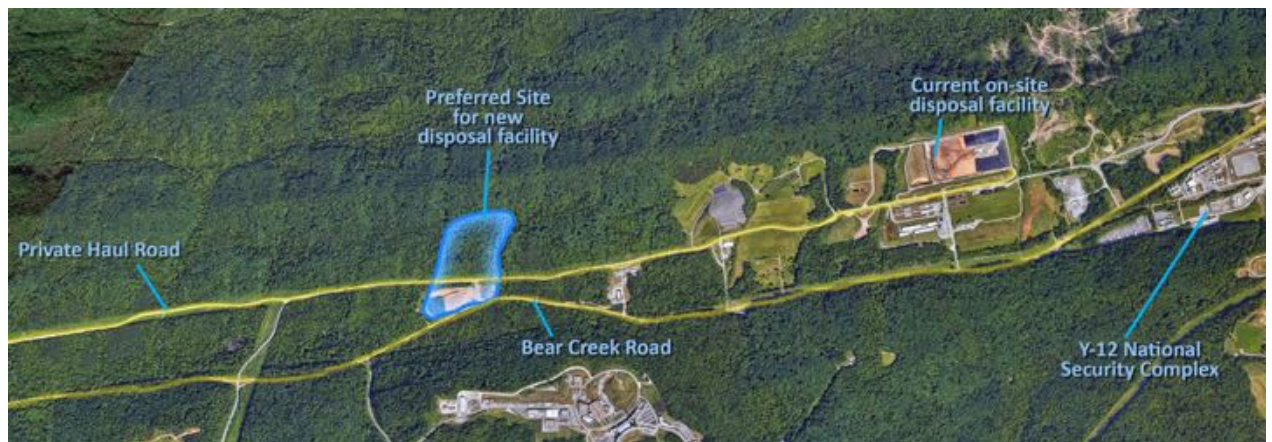 Preferred Site
for new
disposal facility
Current on-site
disposal facility
Private Haul Road
Bear Creek Road
Y-12 National
Security Complex